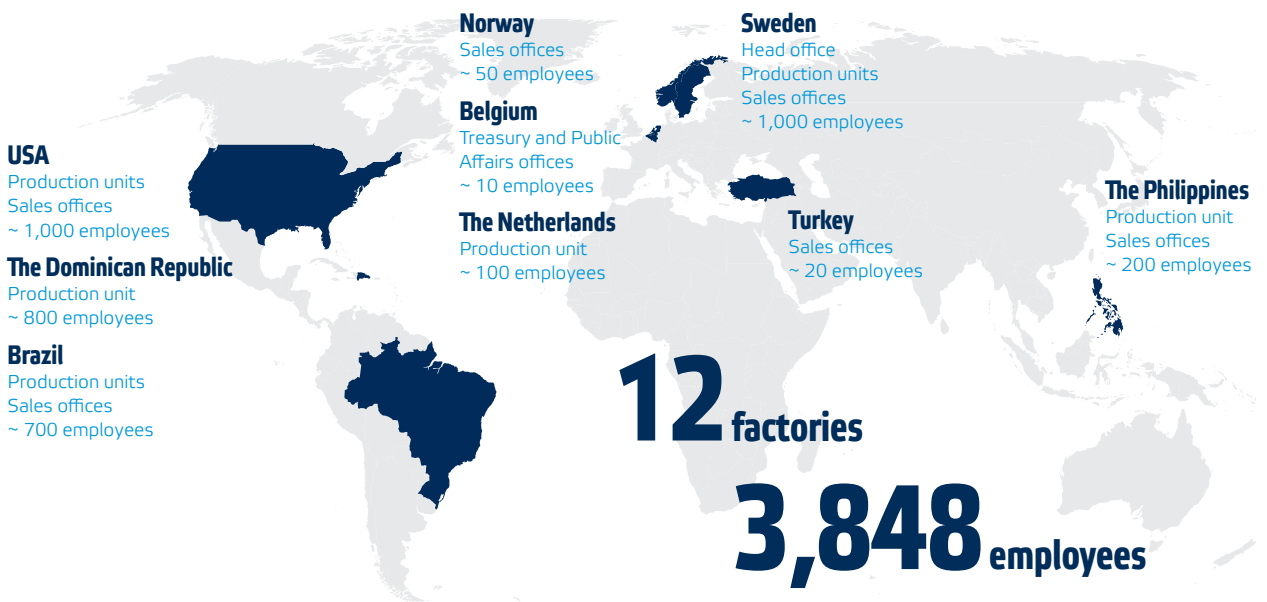 Norway
Sales offices
~ 50 employees
Sweden
Head office
Production units
Sales offices
~ 1,000 employees
Belgium
Treasury and Public
Affairs offices
~ 10 employees
USA
Production units
Sales offices
~ 1,000 employees
The Netherlands
Production unit
~ 100 employees
Turkey
Sales offices
~ 20 employees
The Philippines
Production unit
Sales offices
~ 200 employees
The Dominican Republic
Production unit
~ 800 employees
Brazil
Production units
Sales offices
~ 700 employees
12 factories
3,848 employees